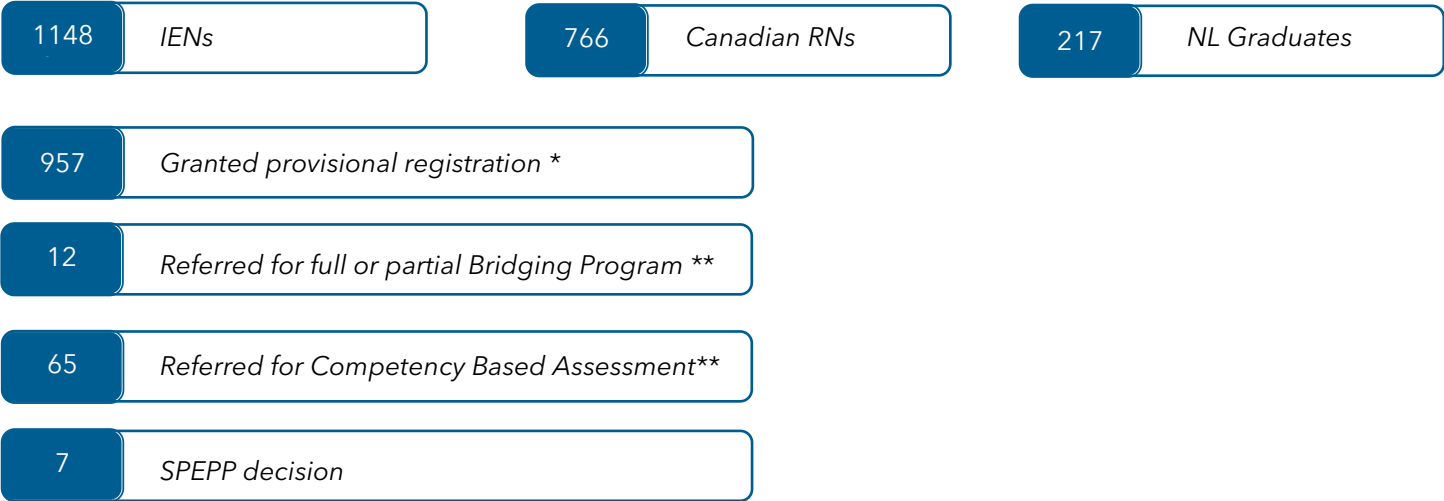 1148 IENs 766 Canadian RNs 217 NL Graduates
957 Granted provisional registration *
12 Referred for full or partial Bridging Program **
65 Referred for Competency Based Assessment**
7 SPEPP decision